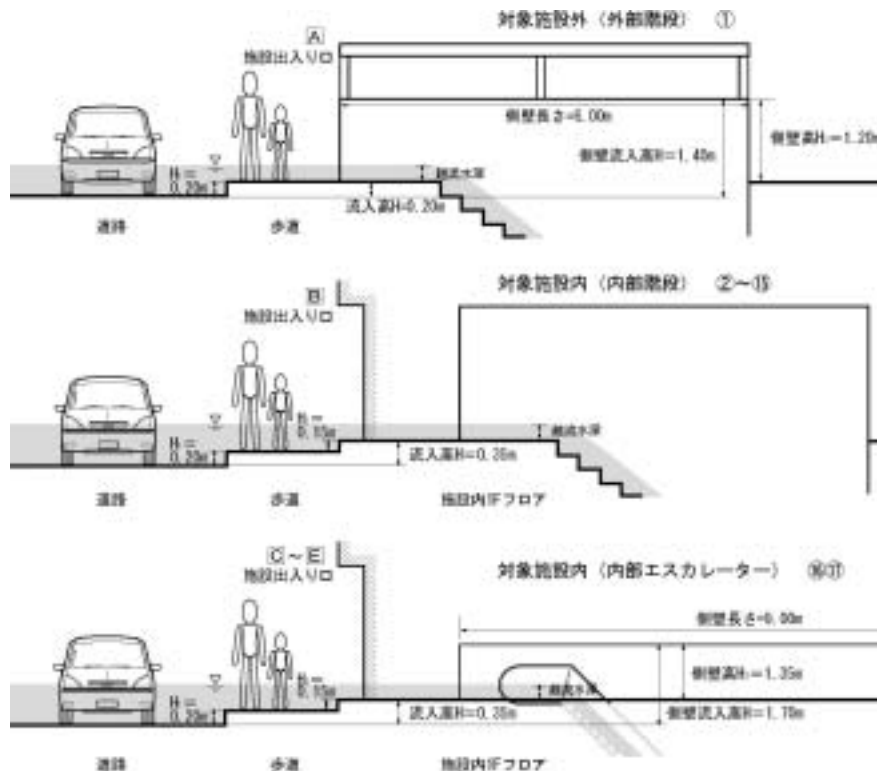 対象施設外（外部階段） ①
A
施設出入り口
側壁長さ=6.00m
側壁高H₁=1.20m
側壁流入高H=1.40m
H₁=
0.20m
越流水深
流入高H=0.20m
道路
歩道
対象施設内（内部階段） ②～⑮
B
施設出入り口
H₁=
0.20m
0.15m
越流水深
流入高H=0.35m
道路
歩道
施設内1Fフロア
C～E
施設出入り口
対象施設内（内部エスカレーター） ⑯⑰
側壁長さ=9.00m
側壁高H₁=1.35m
H₁=
0.20m
0.15m
越流水深
流入高H=0.35m
側壁流入高H=1.70m
道路
歩道
施設内1Fフロア